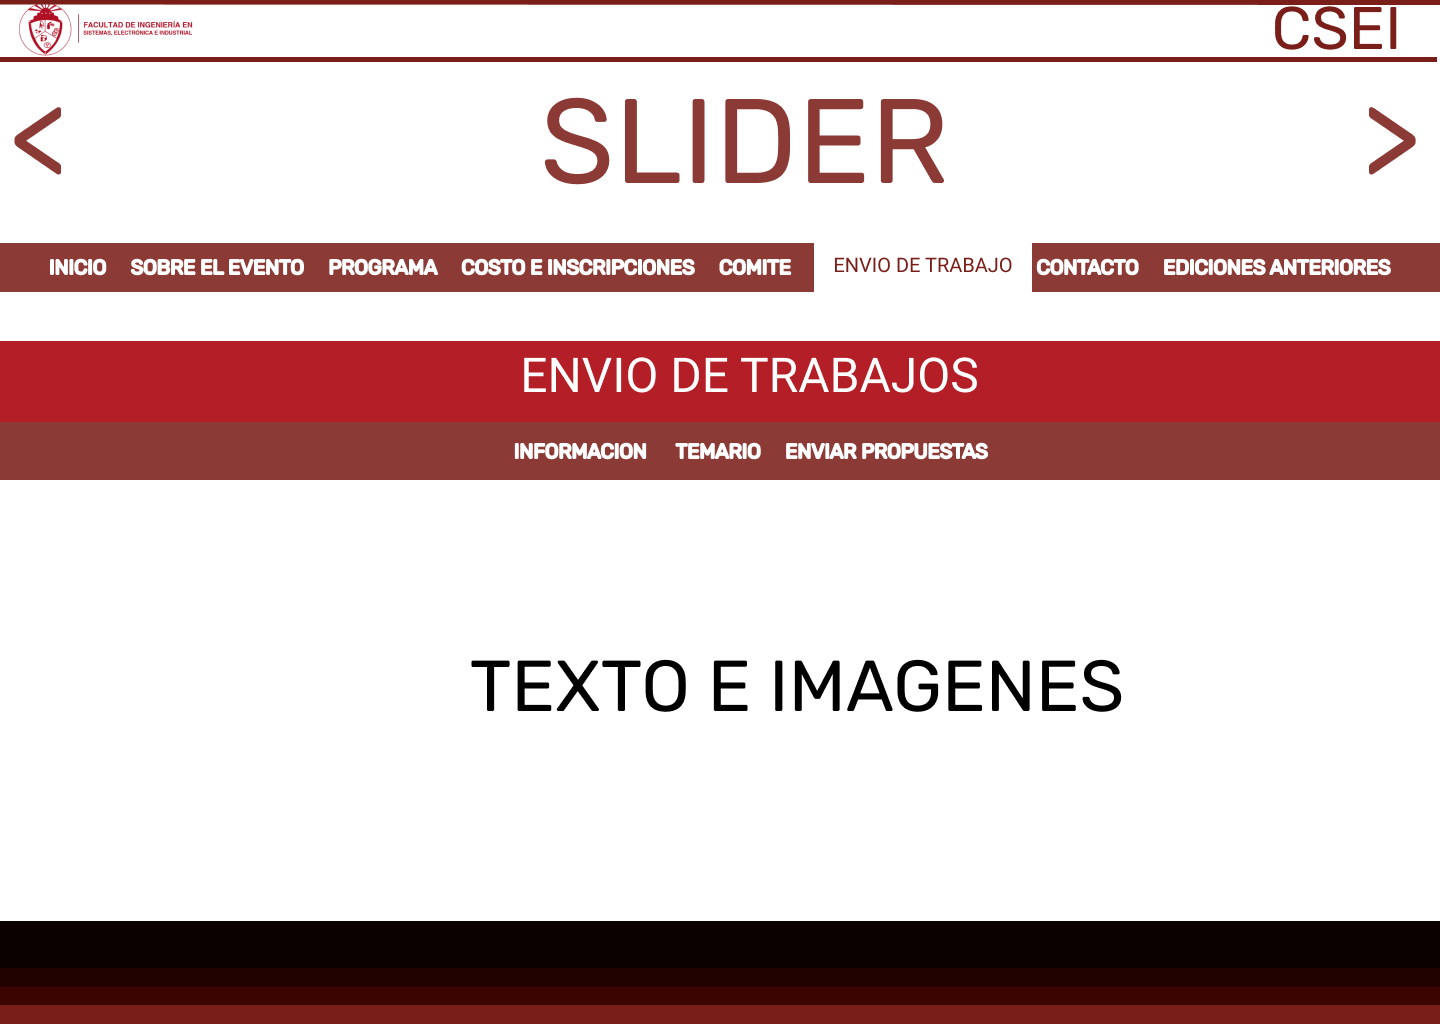 FACULTAD DE INGENIERÍA EN
SISTEMAS, ELECTRÓNICA E INDUSTRIAL
CSEI
< SLIDER >
INICIO SOBRE EL EVENTO PROGRAMA COSTO E INSCRIPCIONES COMITE ENVIO DE TRABAJO CONTACTO EDICIONES ANTERIORES
ENVIO DE TRABAJOS
INFORMACION TEMARIO ENVIAR PROPUESTAS
TEXTO E IMAGENES